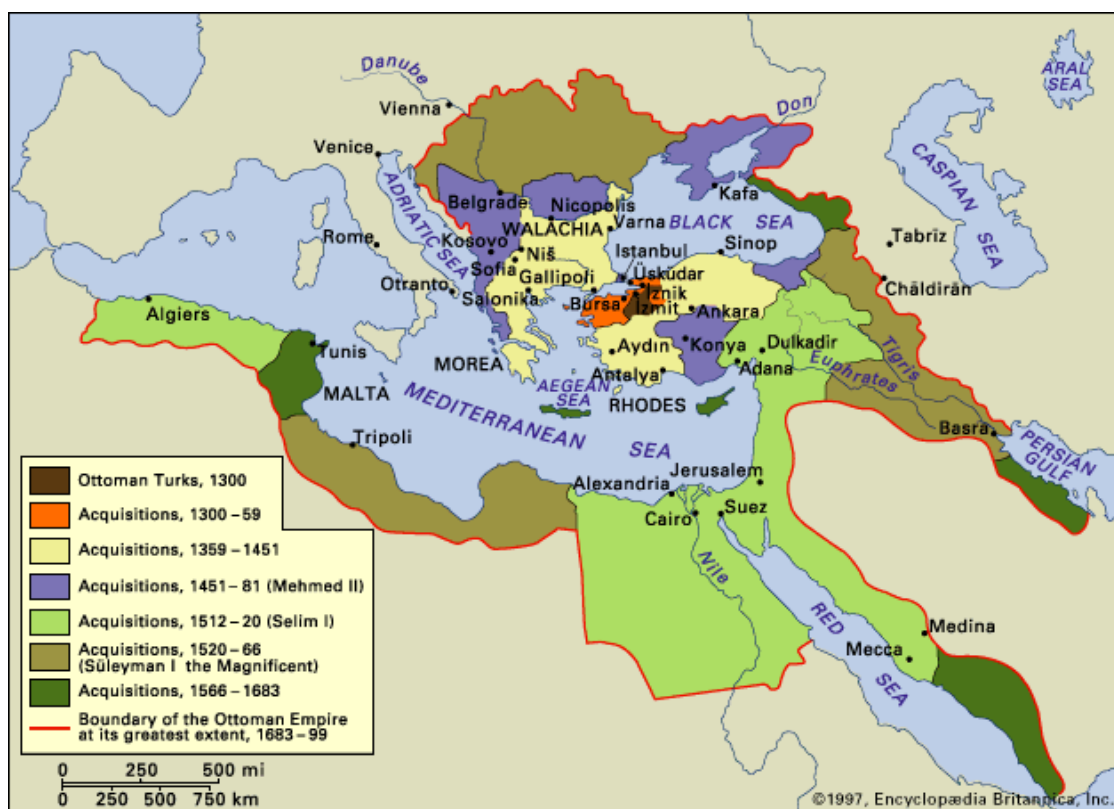 Danube
Vienna
Don
ARAL
SEA
Venice
CASPIAN
SEA
ADRIATIC SEA
Belgrade
Nicopolis
Kafa
WALACHIA
Varna
BLACK SEA
Rome
Kosovo
Niš
Istanbul
Sinop
Tabrīz
Sofia
Gallipoli
Üsküdar
Otranto
Salonika
Bursa
İznik
İzmit
Ankara
Chāldirān
Algiers
Tunis
MOREA
Aydın
Konya
Dulkadir
Tigris
Antalya
Adana
Euphrates
MALTA
AEGEAN
SEA
RHODES
MEDITERRANEAN
SEA
Basra
PERSIAN
GULF
Tripoli
Jerusalem
Alexandria
Cairo
Suez
Nile
RED
SEA
Medina
Mecca
Ottoman Turks, 1300
Acquisitions, 1300–59
Acquisitions, 1359–1451
Acquisitions, 1451–81 (Mehmed II)
Acquisitions, 1512–20 (Selim I)
Acquisitions, 1520–
66
(Süleyman I the Magnificent)
Acquisitions, 1566–1683
Boundary of the Ottoman Empire
at its greatest extent, 1683–99
0 250 500 mi
0 250 500 750 km
©1997, Encyclopædia Britannica, Inc.